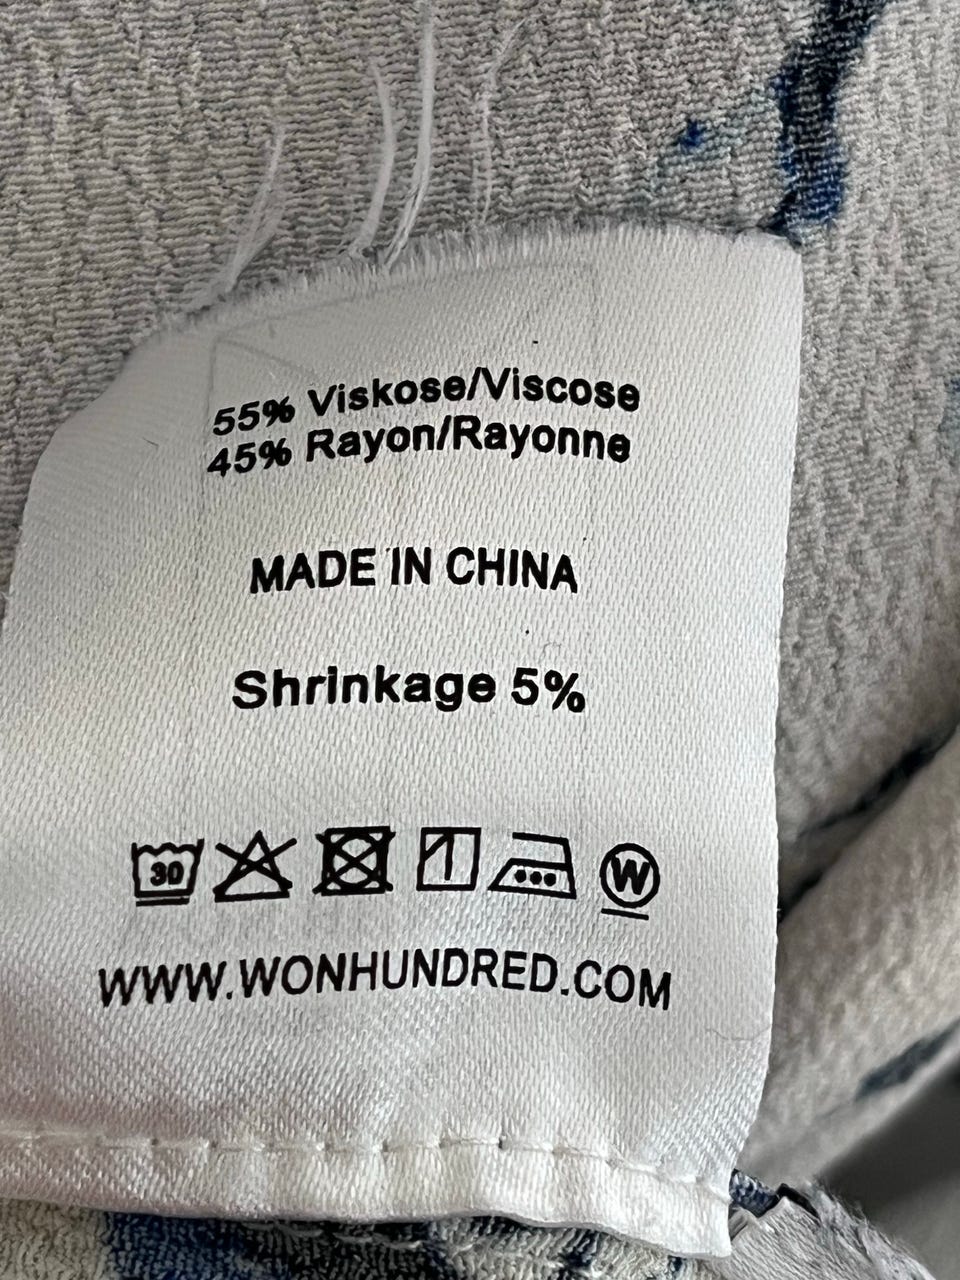 55% Viskose/Viscose
45% Rayon/Rayonne
MADE IN CHINA
Shrinkage 5%
30 W
WWW.WONHUNDRED.COM